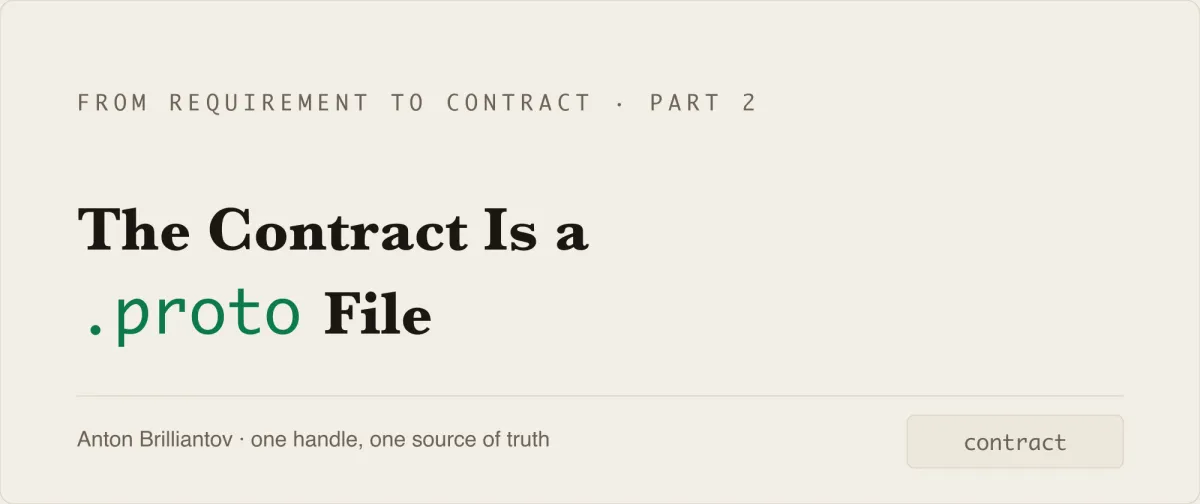 FROM REQUIREMENT TO CONTRACT · PART 2
The Contract Is a
.proto File
Anton Brilliantov · one handle, one source of truth
contract